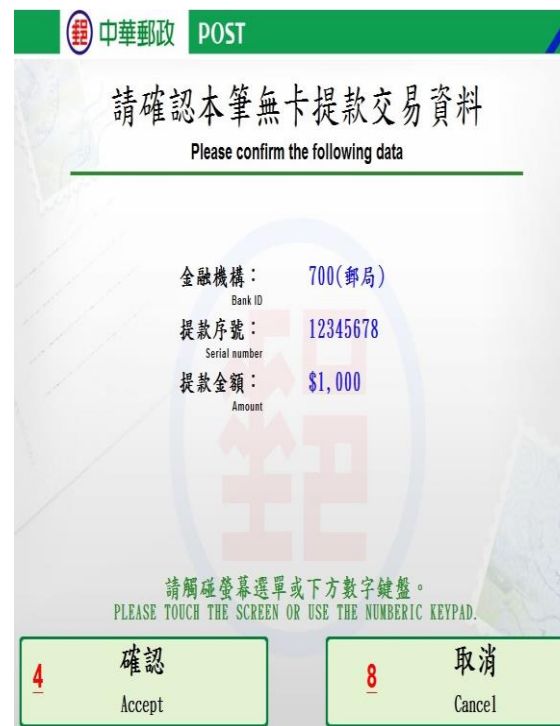 郵 中華郵政 POST
請確認本筆無卡提款交易資料
Please confirm the following data
金融機構： 700(郵局)
Bank ID
提款序號： 12345678
Serial number
提款金額： $1,000
Amount
請觸碰螢幕選單或下方數字鍵盤。
PLEASE TOUCH THE SCREEN OR USE THE NUMBERIC KEYPAD.
4 確認
Accept
8 取消
Cancel